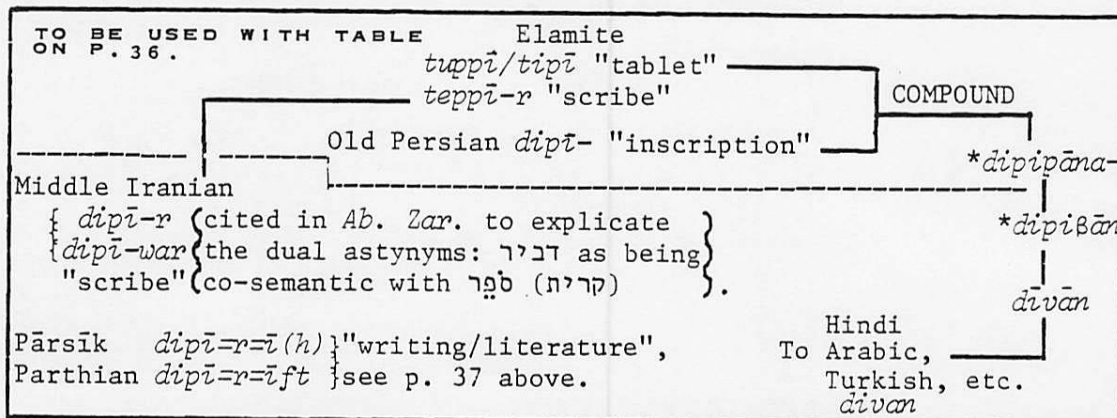 TO BE USED WITH TABLE
ON P.36.
Elamite
tuppī/tipī "tablet"
teppī-r "scribe"
COMPOUND
Old Persian dipī- "inscription"
*dipipāna-
Middle Iranian
{ dipī-r {cited in Ab. Zar. to explicate }
{dipī-war{the dual astynyms: דביר as being}
"scribe"{co-semantic with (קרית) סֹפֵר }.
*dipiβān
dīvān
Pārsīk dipī=r=ī(h)}"writing/literature",
Parthian dipī=r=īft }see p. 37 above.
Hindi
To Arabic,
Turkish, etc.
divan